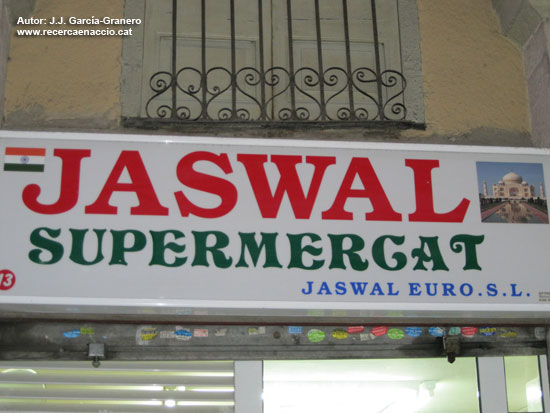 Autor: J.J. García-Granero
www.recercaenaccio.cat
JASWAL
SUPERMERCAT
JASWAL EURO.S.L.
13